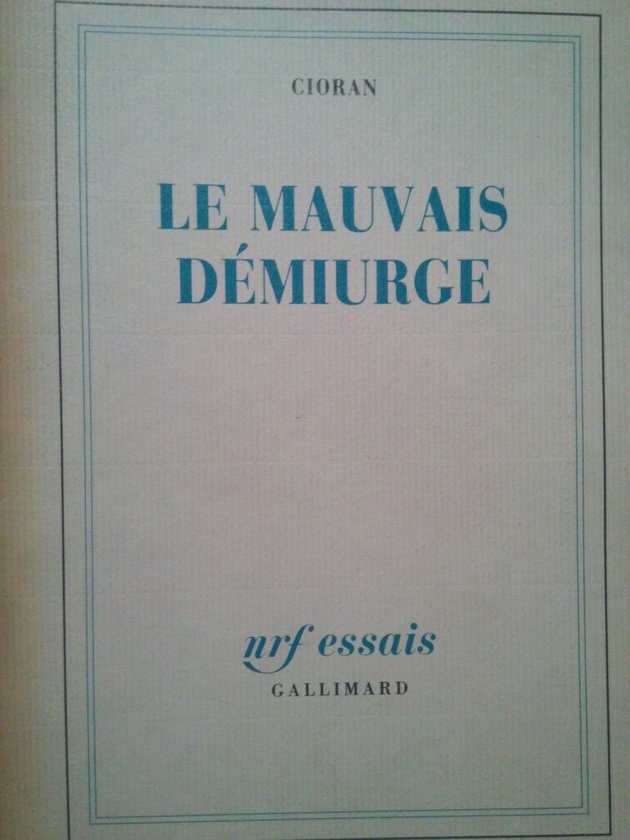 CIORAN
LE MAUVAIS
DÉMIURGE
nrf essais
GALLIMARD